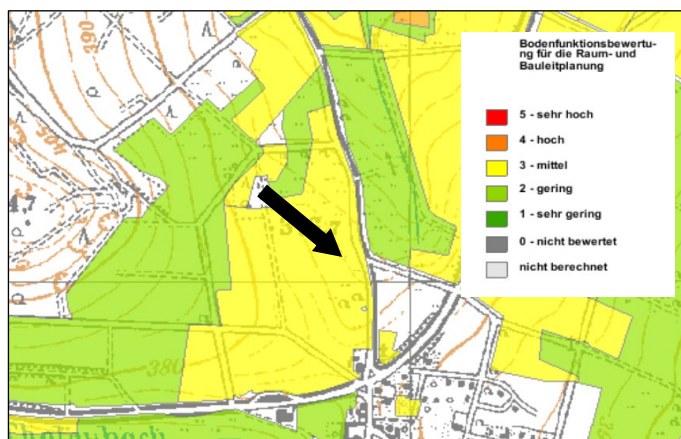 Bodenfunktionsbewertu-
ng für die Raum- und
Bauleitplanung
5 - sehr hoch
4 - hoch
3 - mittel
2 - gering
1 - sehr gering
0 - nicht bewertet
nicht berechnet
390
380